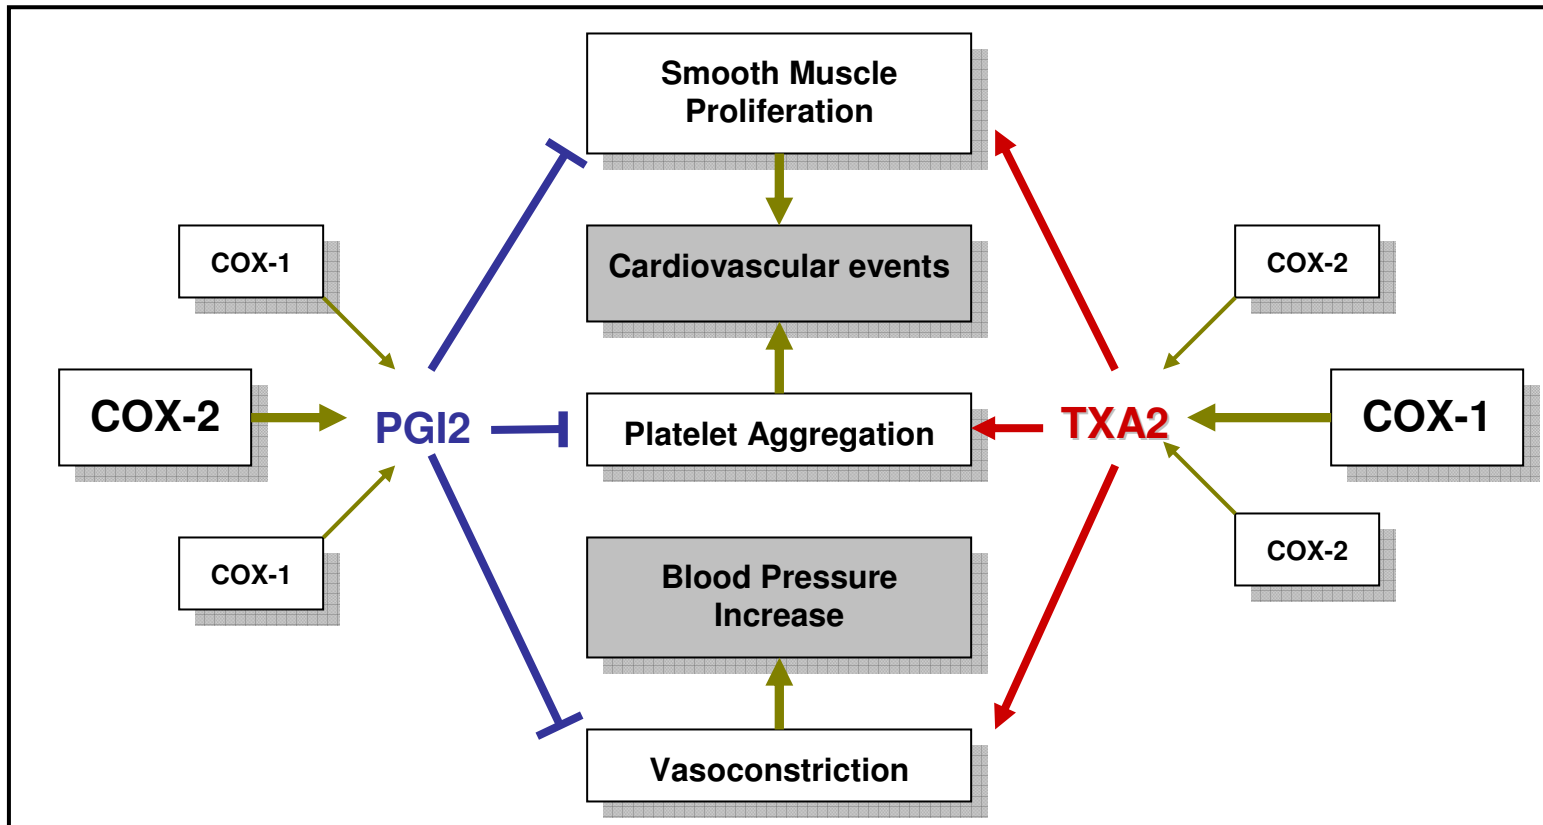 Smooth Muscle
Proliferation
COX-1
Cardiovascular events
COX-2
COX-2
PGI2
Platelet Aggregation
TXA2
COX-1
COX-1
Blood Pressure
Increase
COX-2
Vasoconstriction